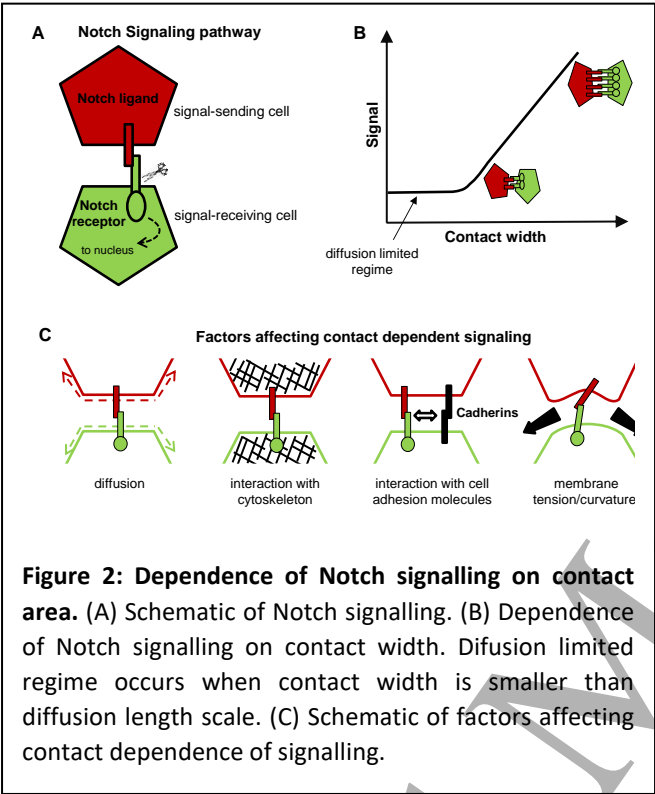 A Notch Signaling pathway
Notch ligand
signal-sending cell
Notch
receptor
signal-receiving cell
to nucleus
B
Signal
Contact width
diffusion limited
regime
C Factors affecting contact dependent signaling
Cadherins
diffusion
interaction with
cytoskeleton
interaction with cell
adhesion molecules
membrane
tension/curvature
Figure 2: Dependence of Notch signalling on contact
area. (A) Schematic of Notch signalling. (B) Dependence
of Notch signalling on contact width. Difusion limited
regime occurs when contact width is smaller than
diffusion length scale. (C) Schematic of factors affecting
contact dependence of signalling.